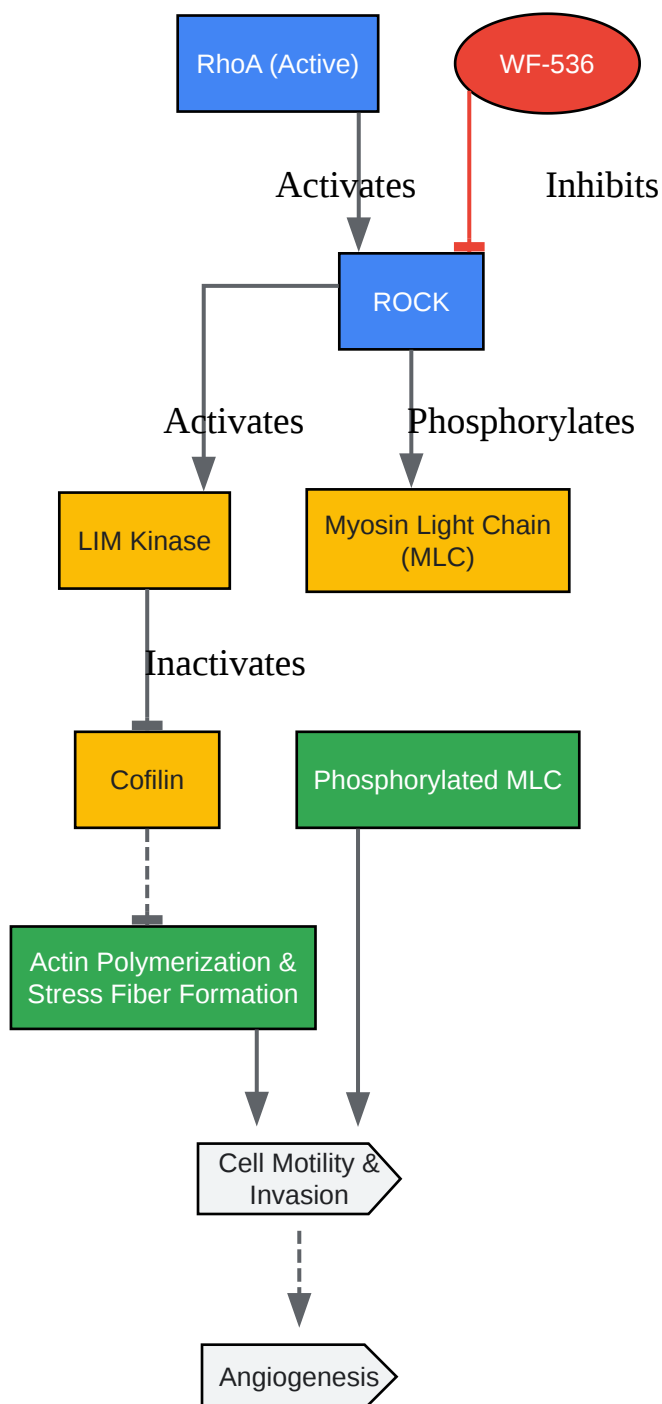 RhoA (Active)
WF-536
Activates
Inhibits
ROCK
Activates
Phosphorylates
LIM Kinase
Myosin Light Chain
(MLC)
Inactivates
Cofilin
Phosphorylated MLC
Actin Polymerization &
Stress Fiber Formation
Cell Motility &
Invasion
Angiogenesis